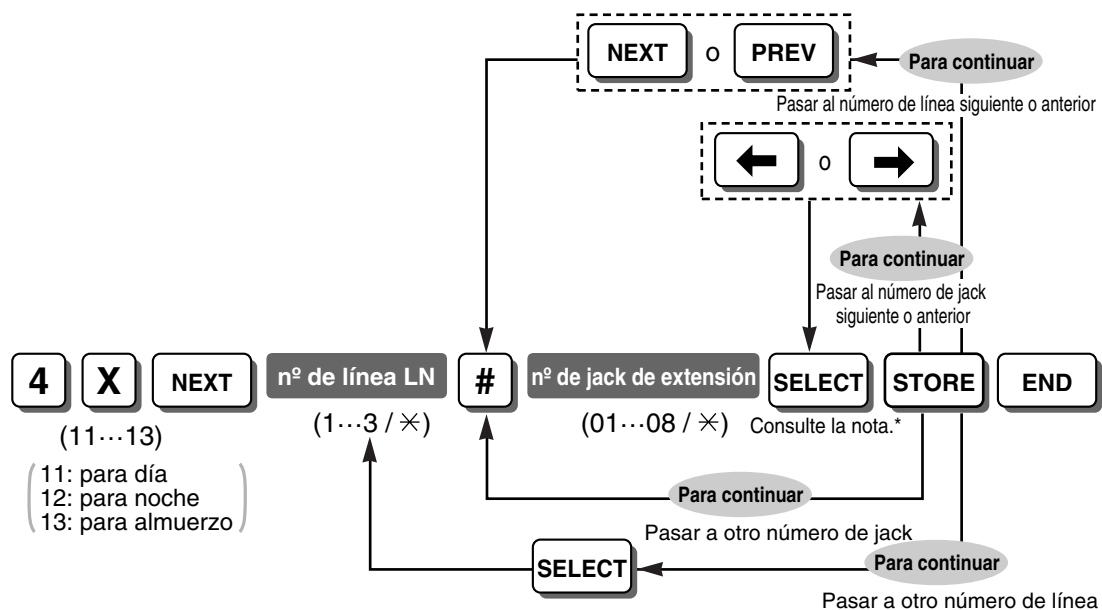 NEXT o PREV
Para continuar
Pasar al número de línea siguiente o anterior
← o →
Para continuar
Pasar al número de jack
siguiente o anterior
4 X NEXT nº de línea LN # nº de jack de extensión SELECT STORE END
(11···13) (1···3 / ✳) (01···08 / ✳) Consulte la nota.*
11: para día
12: para noche
13: para almuerzo
Para continuar
Pasar a otro número de jack
SELECT
Para continuar
Pasar a otro número de línea